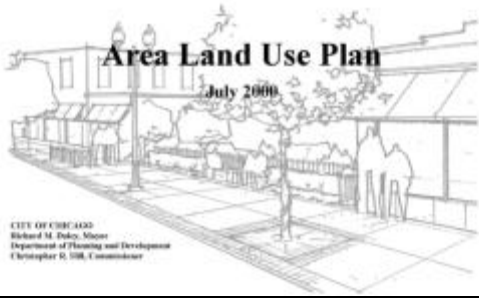 Area Land Use Plan
July 2000
CITY OF CHICAGO
Richard M. Daley, Mayor
Department of Planning and Development
Christopher R. Hill, Commissioner